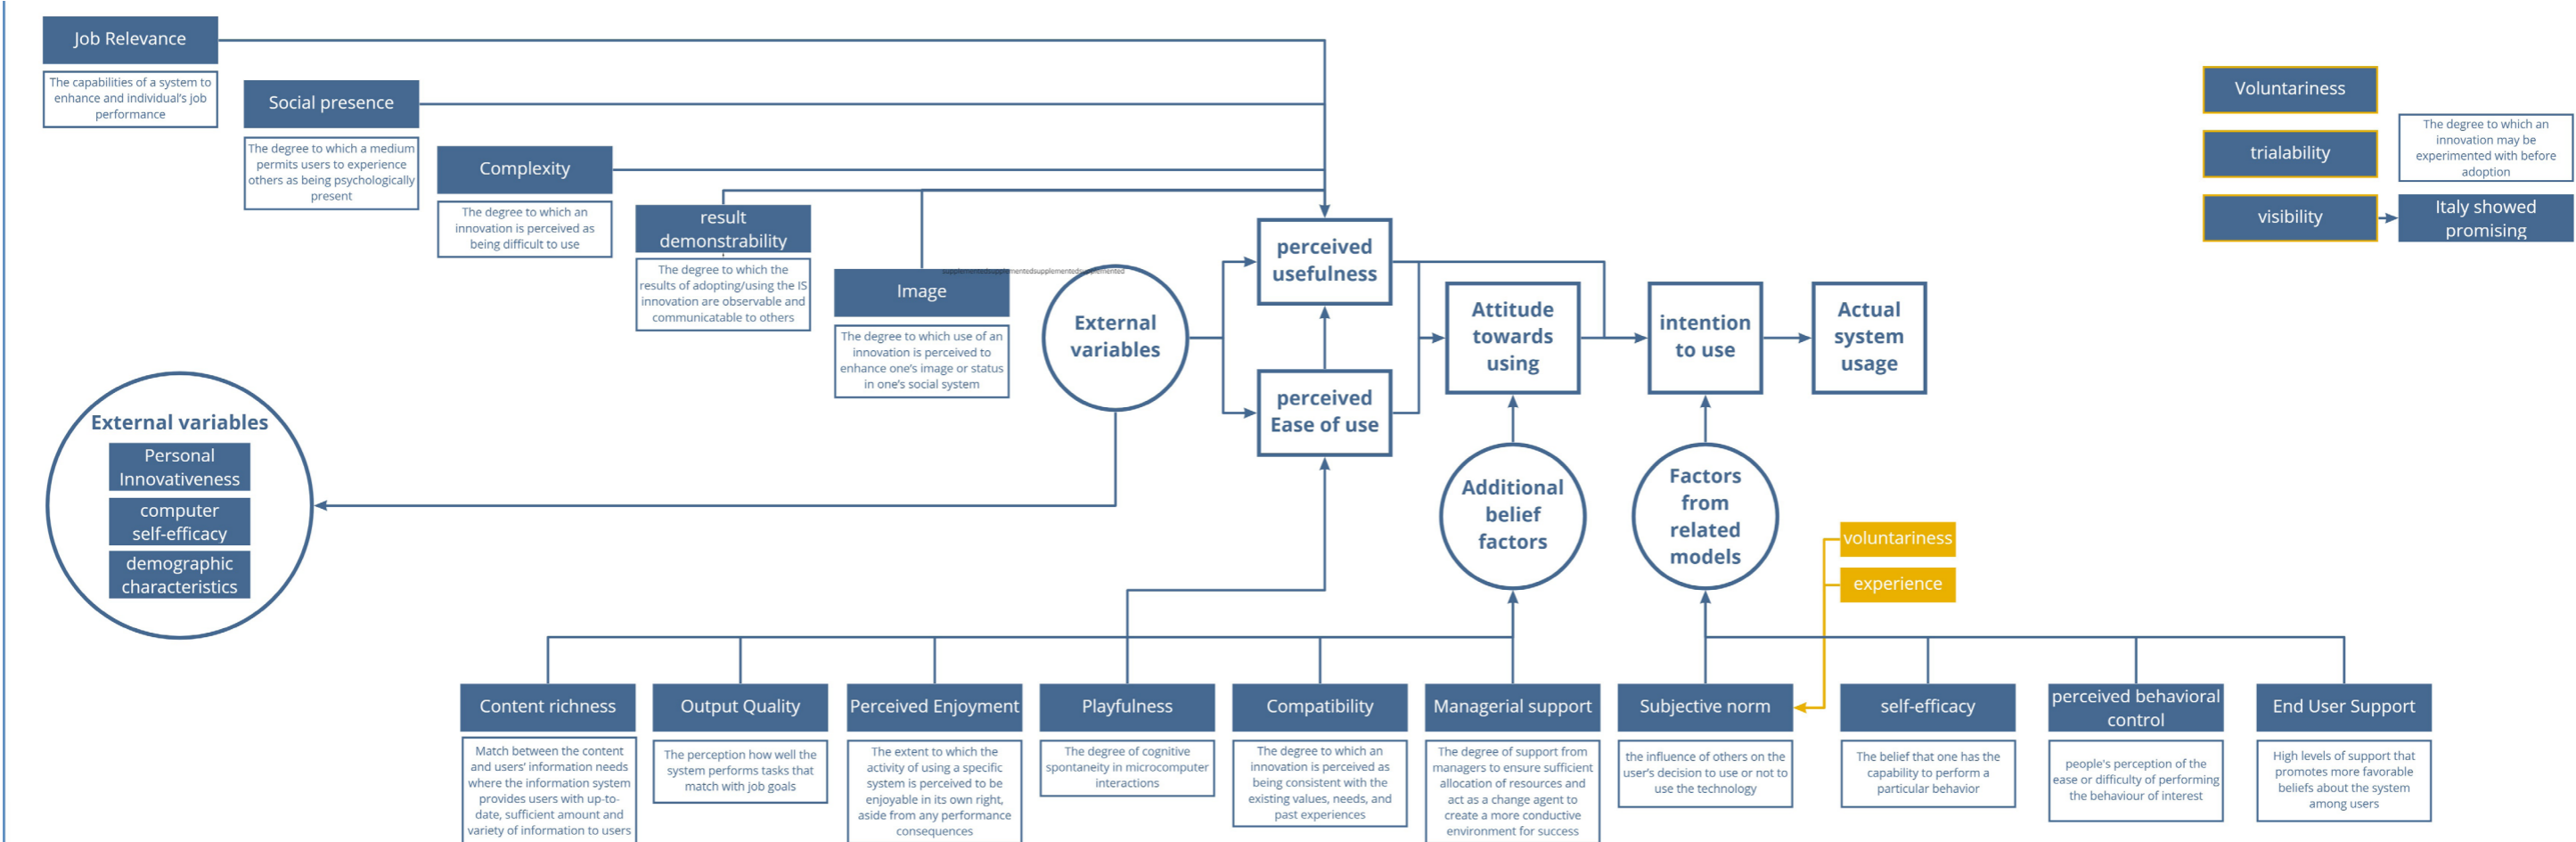 Job Relevance
The capabilities of a system to
enhance and individual's job
performance
Social presence
The degree to which a medium
permits users to experience
others as being psychologically
present
Complexity
The degree to which an
innovation is perceived as
being difficult to use
result
demonstrability
The degree to which the
results of adopting/using the IS
innovation are observable and
communicatable to others
Image
The degree to which use of an
innovation is perceived to
enhance one's image or status
in one's social system
External
variables
perceived
usefulness
perceived
Ease of use
Attitude
towards
using
intention
to use
Actual
system
usage
Voluntariness
trialability
The degree to which an
innovation may be
experimented with before
adoption
visibility
Italy showed
promising
External variables
Personal
Innovativeness
computer
self-efficacy
demographic
characteristics
Additional
belief
factors
Factors
from
related
models
voluntariness
experience
Content richness
Match between the content
and users' information needs
where the information system
provides users with up-to-
date, sufficient amount and
variety of information to users
Output Quality
The perception how well the
system performs tasks that
match with job goals
Perceived Enjoyment
The extent to which the
activity of using a specific
system is perceived to be
enjoyable in its own right,
aside from any performance
consequences
Playfulness
The degree of cognitive
spontaneity in microcomputer
interactions
Compatibility
The degree to which an
innovation is perceived as
being consistent with the
existing values, needs, and
past experiences
Managerial support
The degree of support from
managers to ensure sufficient
allocation of resources and
act as a change agent to
create a more conductive
environment for success
Subjective norm
the influence of others on the
user's decision to use or not to
use the technology
self-efficacy
The belief that one has the
capability to perform a
particular behavior
perceived behavioral
control
people's perception of the
ease or difficulty of performing
the behaviour of interest
End User Support
High levels of support that
promotes more favorable
beliefs about the system
among users